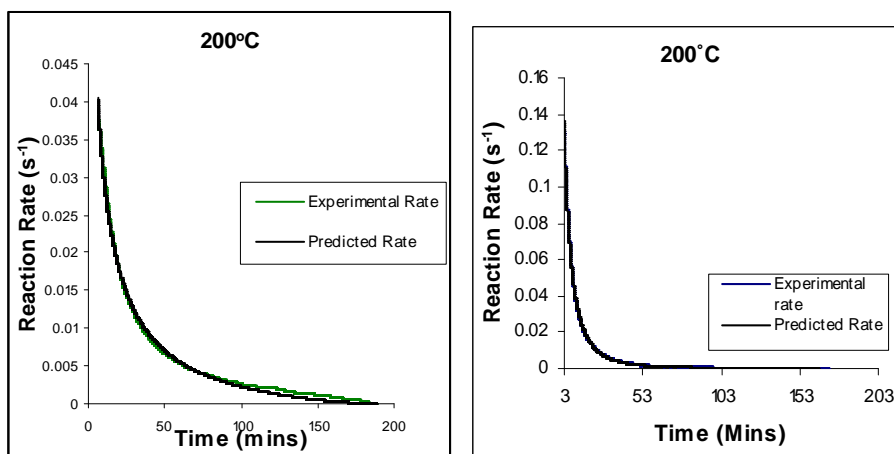 200°C
Reaction Rate (s-1)
0.045
0.04
0.035
0.03
0.025
0.02
0.015
0.01
0.005
0
Experimental Rate
Predicted Rate
0 50 100 150 200
Time (mins)
200˚C
Reaction Rate (s-1)
0.16
0.14
0.12
0.1
0.08
0.06
0.04
0.02
0
Experimental
rate
Predicted Rate
3 53 103 153 203
Time (Mins)